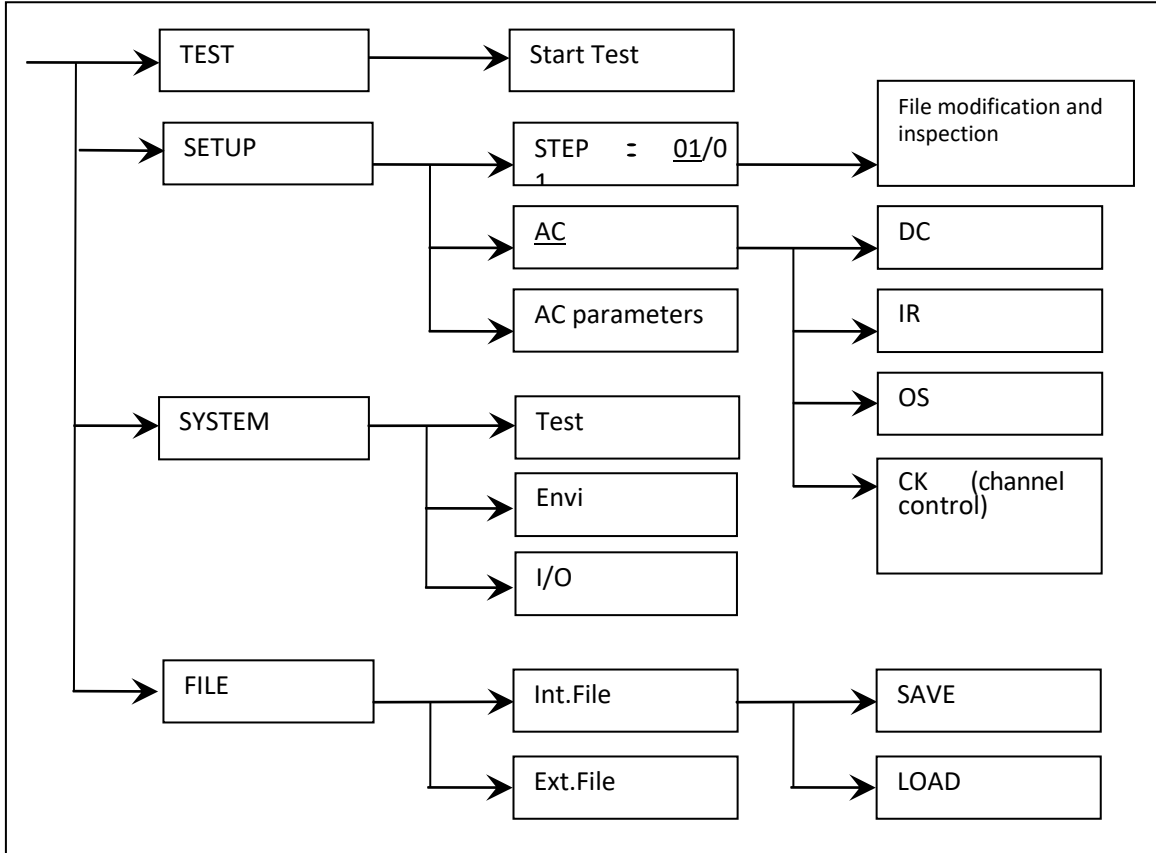 TEST
Start Test
File modification and
inspection
SETUP
STEP : 01/0
1
AC
DC
AC parameters
IR
OS
SYSTEM
Test
CK (channel
control)
Envi
I/O
FILE
Int.File
SAVE
Ext.File
LOAD